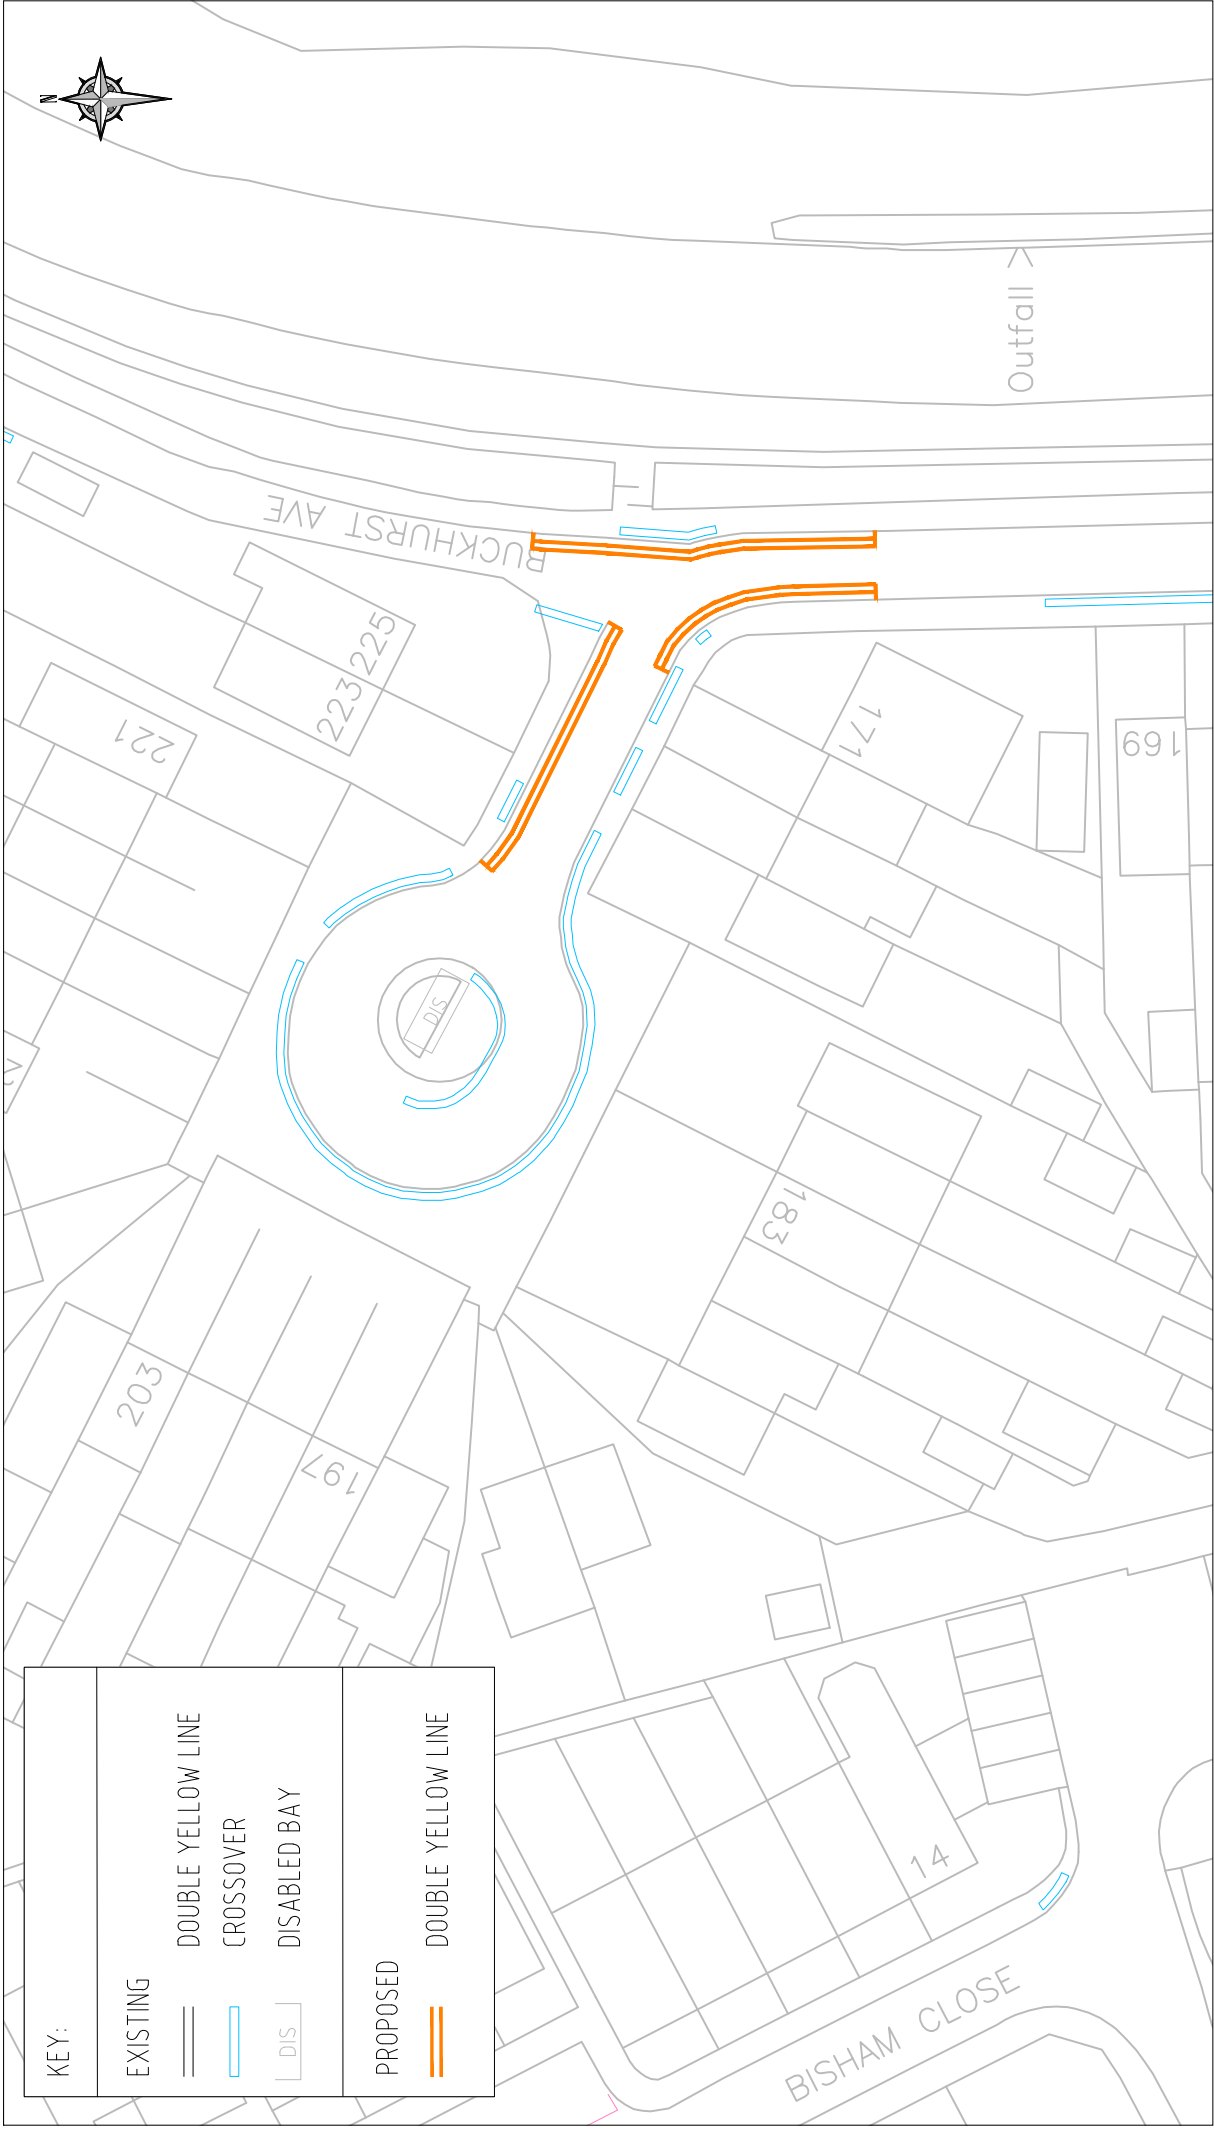 N
BUCKHURST AVE
Outfall
225
223
221
171
169
DIS
183
203
197
14
BISHAM CLOSE
KEY:
EXISTING
DOUBLE YELLOW LINE
CROSSOVER
DIS DISABLED BAY
PROPOSED
DOUBLE YELLOW LINE